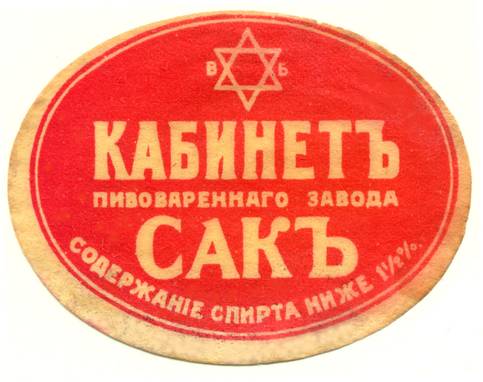 В Б
КАБИНЕТЪ
ПИВОВАРЕННАГО ЗАВОДА
САКЪ
СОДЕРЖАНІЕ СПИРТА НИЖЕ 1½%.